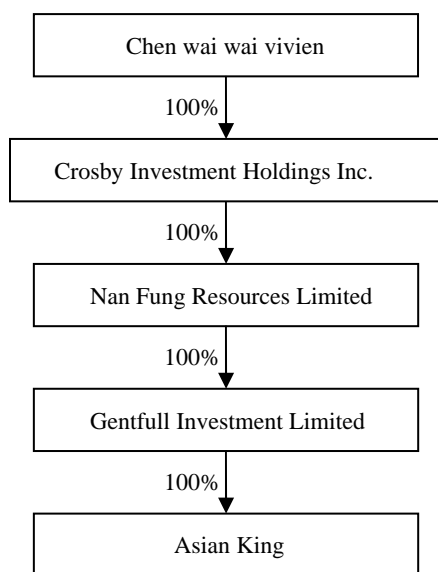 Chen wai wai vivien
100%
Crosby Investment Holdings Inc.
100%
Nan Fung Resources Limited
100%
Gentfull Investment Limited
100%
Asian King